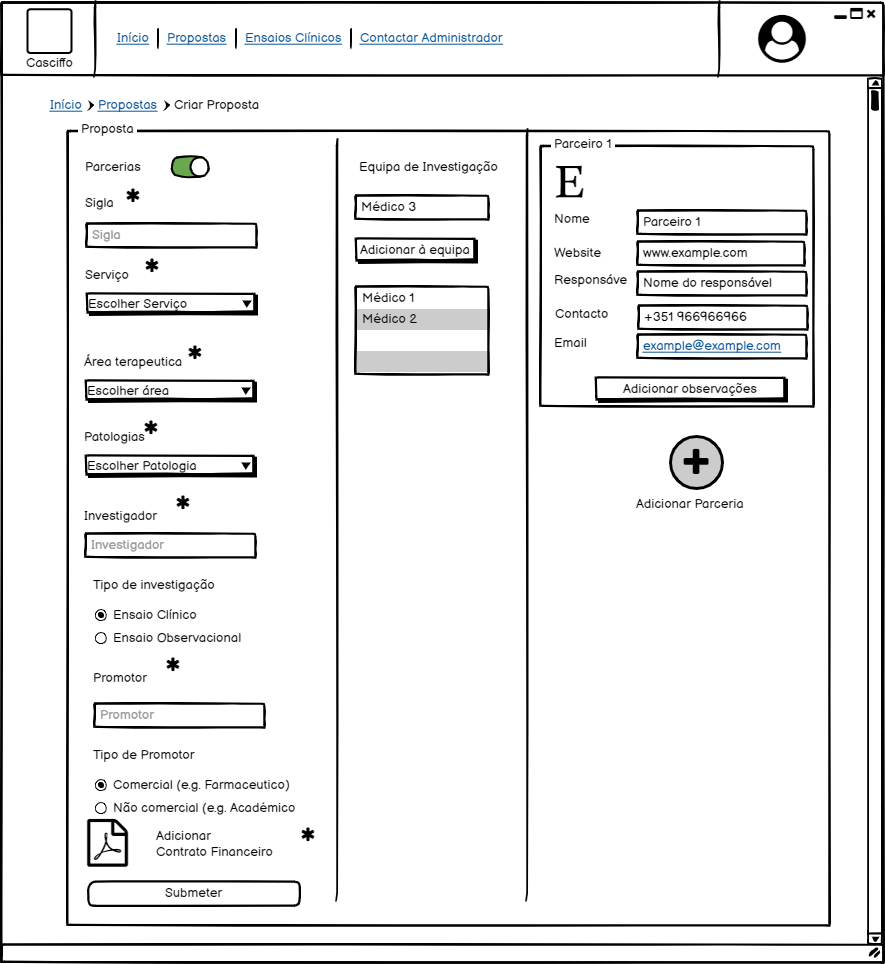 Casciffo
Início | Propostas | Ensaios Clínicos | Contactar Administrador
Início > Propostas > Criar Proposta
Proposta
Parcerias
Sigla *
Sigla
Serviço *
Escolher Serviço
Área terapeutica *
Escolher área
Patologias *
Escolher Patologia
Investigador *
Investigador
Tipo de investigação
Ensaio Clínico
Ensaio Observacional
Promotor *
Promotor
Tipo de Promotor
Comercial (e.g. Farmaceutico)
Não comercial (e.g. Académico
Adicionar *
Contrato Financeiro
Submeter
Equipa de Investigação
Médico 3
Adicionar à equipa
Médico 1
Médico 2
Parceiro 1
E
Nome
Parceiro 1
Website
www.example.com
Responsáve
Nome do responsável
Contacto
+351 966966966
Email
example@example.com
Adicionar observações
Adicionar Parceria